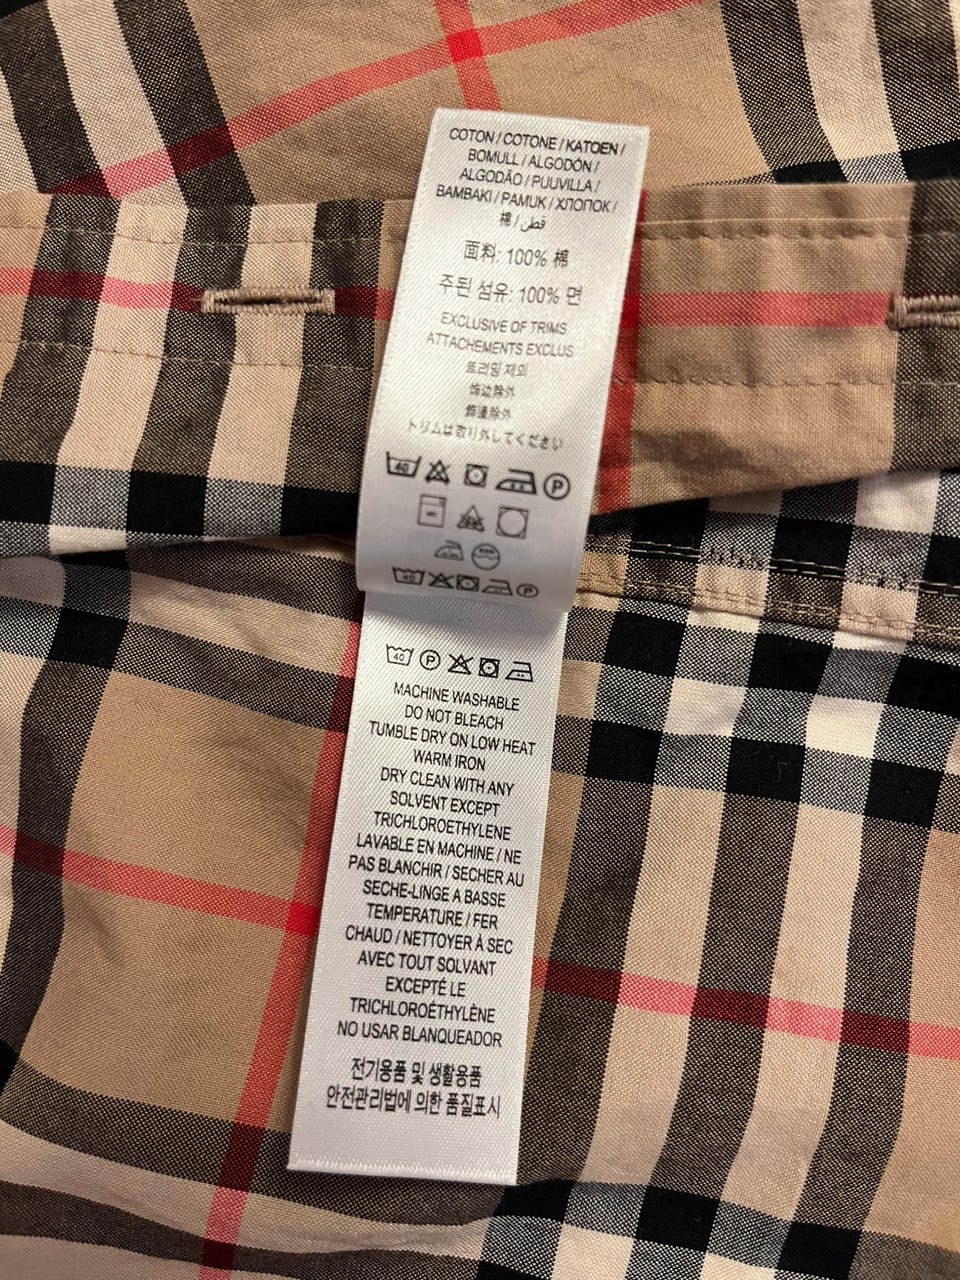 COTON / COTONE / KATOEN /
BOMULL / ALGODÓN /
ALGODÃO / PUUVILLA /
BAMBAKI / PAMUK / ХЛОПОК /
棉 / قطن
面料: 100% 棉
주된 섬유: 100% 면
EXCLUSIVE OF TRIMS
ATTACHEMENTS EXCLUS
트리밍 제외
饰边除外
飾邊除外
トリムは取り外してください
40 P
40 P
40 P
MACHINE WASHABLE
DO NOT BLEACH
TUMBLE DRY ON LOW HEAT
WARM IRON
DRY CLEAN WITH ANY
SOLVENT EXCEPT
TRICHLOROETHYLENE
LAVABLE EN MACHINE / NE
PAS BLANCHIR / SECHER AU
SECHE-LINGE A BASSE
TEMPERATURE / FER
CHAUD / NETTOYER À SEC
AVEC TOUT SOLVANT
EXCEPTÉ LE
TRICHLOROÉTHYLÈNE
NO USAR BLANQUEADOR
전기용품 및 생활용품
안전관리법에 의한 품질표시